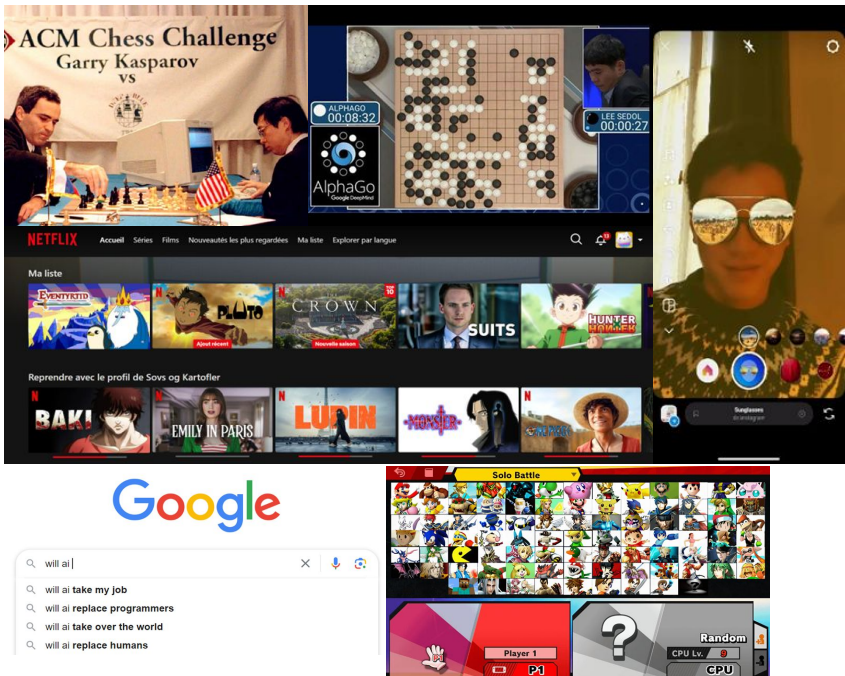 ACM Chess Challenge
Garry Kasparov
vs
ALPHAGO
00:08:32
LEE SEDOL
00:00:27
AlphaGo
Google DeepMind
NETFLIX
Accueil Séries Films Nouveautés les plus regardées Ma liste Explorer par langue
Ma liste
EVENTYRTID
PLUTO
Ajout récent
THE CROWN
Nouvelle saison
TOP 10
SUITS
HUNTER HUNTER
Reprendre avec le profil de Sovs og Kartofler
BAKI
EMILY IN PARIS
LUPIN
MONSTER
Sunglasses
Google
will ai
will ai take my job
will ai replace programmers
will ai take over the world
will ai replace humans
Solo Battle
Player 1
P1
Random
CPU Lv. 9
CPU